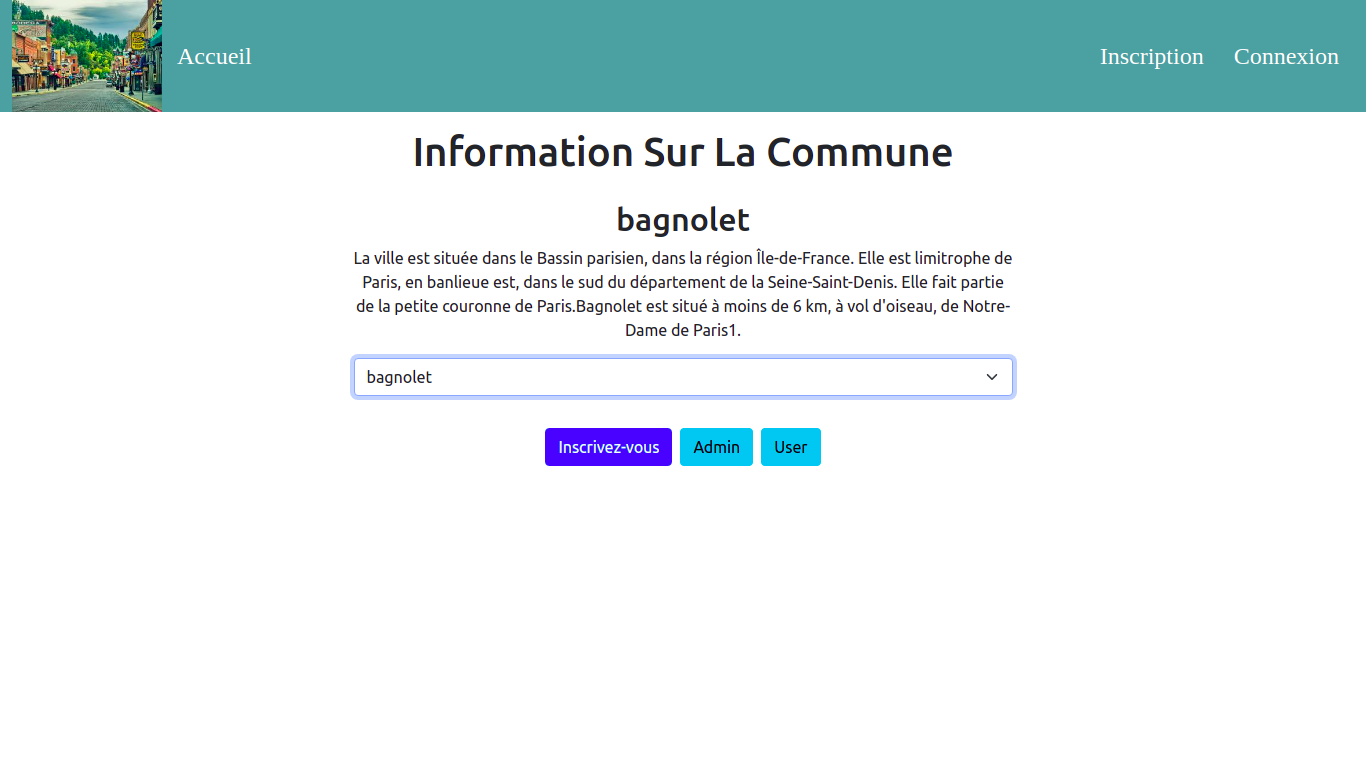 Accueil
Inscription
Connexion
Information Sur La Commune
bagnolet
La ville est située dans le Bassin parisien, dans la région Île-de-France. Elle est limitrophe de
Paris, en banlieue est, dans le sud du département de la Seine-Saint-Denis. Elle fait partie
de la petite couronne de Paris.Bagnolet est situé à moins de 6 km, à vol d'oiseau, de Notre-
Dame de Paris1.
bagnolet
Inscrivez-vous
Admin
User